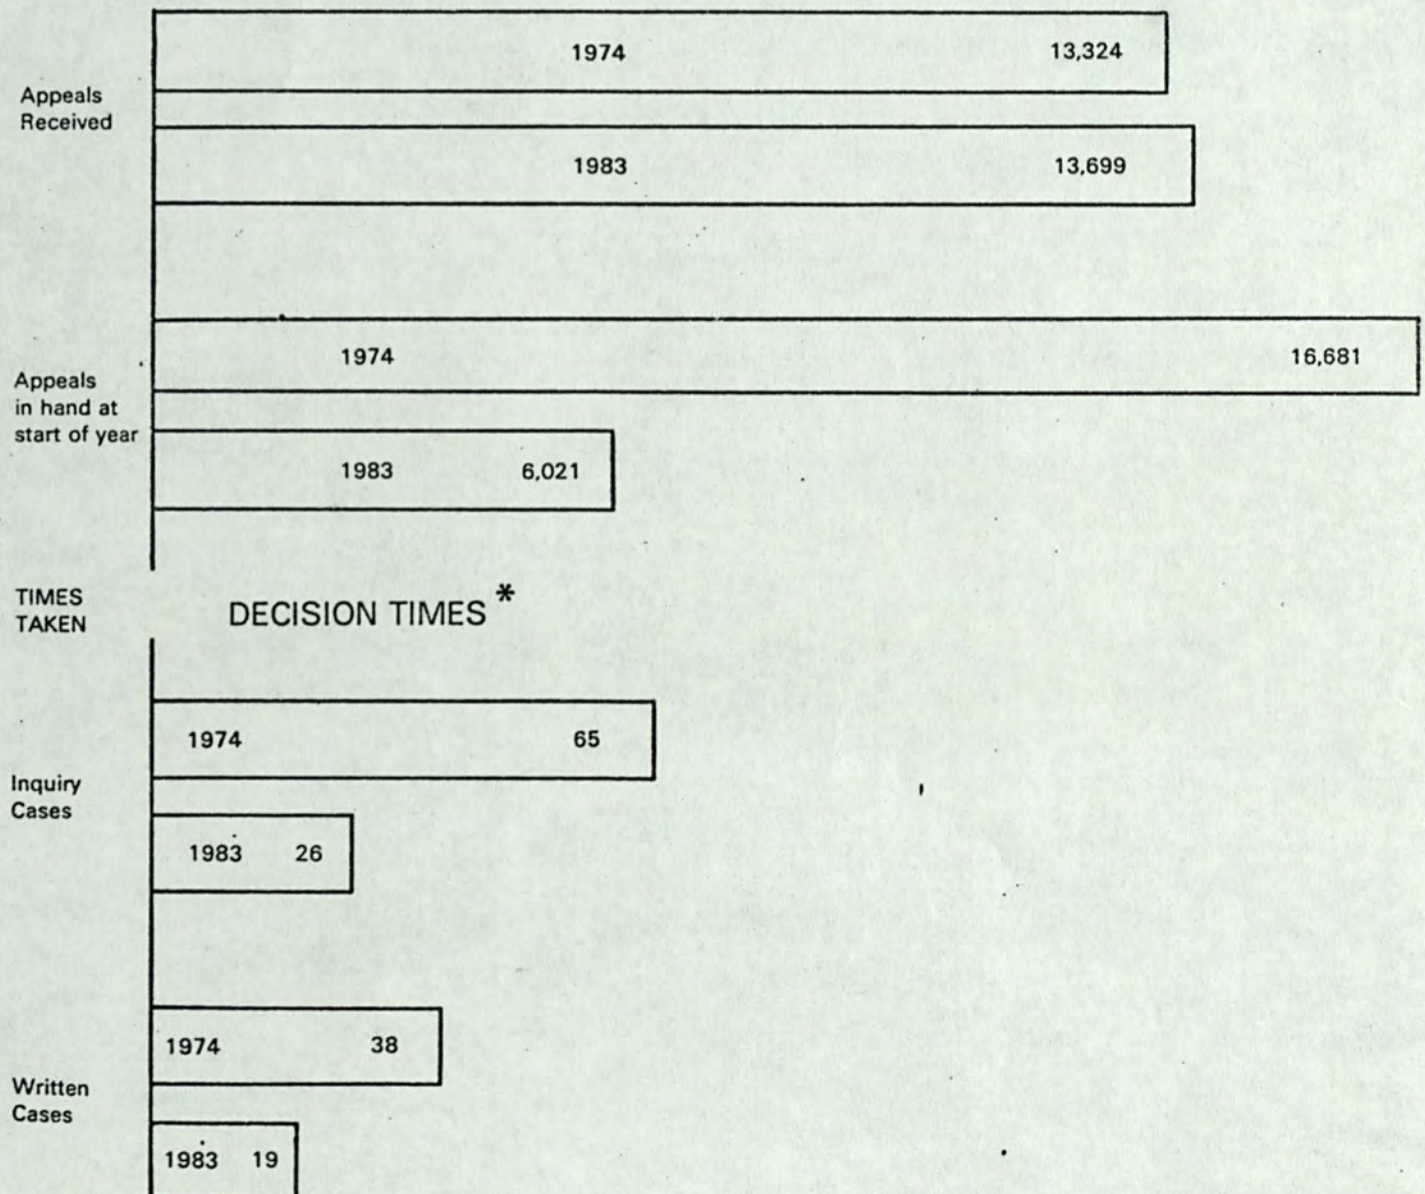 1974 13,324
Appeals
Received
1983 13,699
1974 16,681
Appeals
in hand at
start of year
1983 6,021
TIMES
TAKEN
DECISION TIMES *
1974 65
Inquiry
Cases
1983 26
1974 38
Written
Cases
1983 19